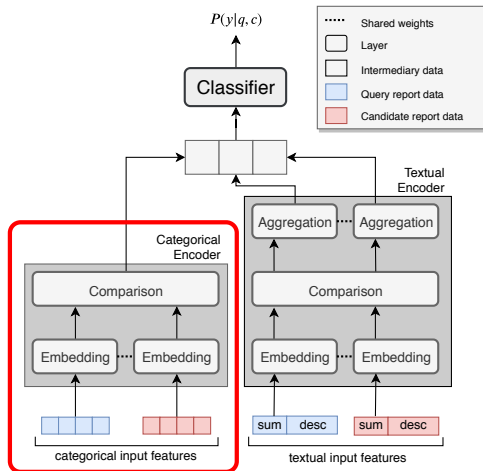 P(y|q, c)
Shared weights
Layer
Intermediary data
Query report data
Candidate report data
Classifier
Textual
Encoder
Aggregation
Aggregation
Categorical
Encoder
Comparison
Comparison
Embedding
Embedding
Embedding
Embedding
sum desc
sum desc
categorical input features
textual input features